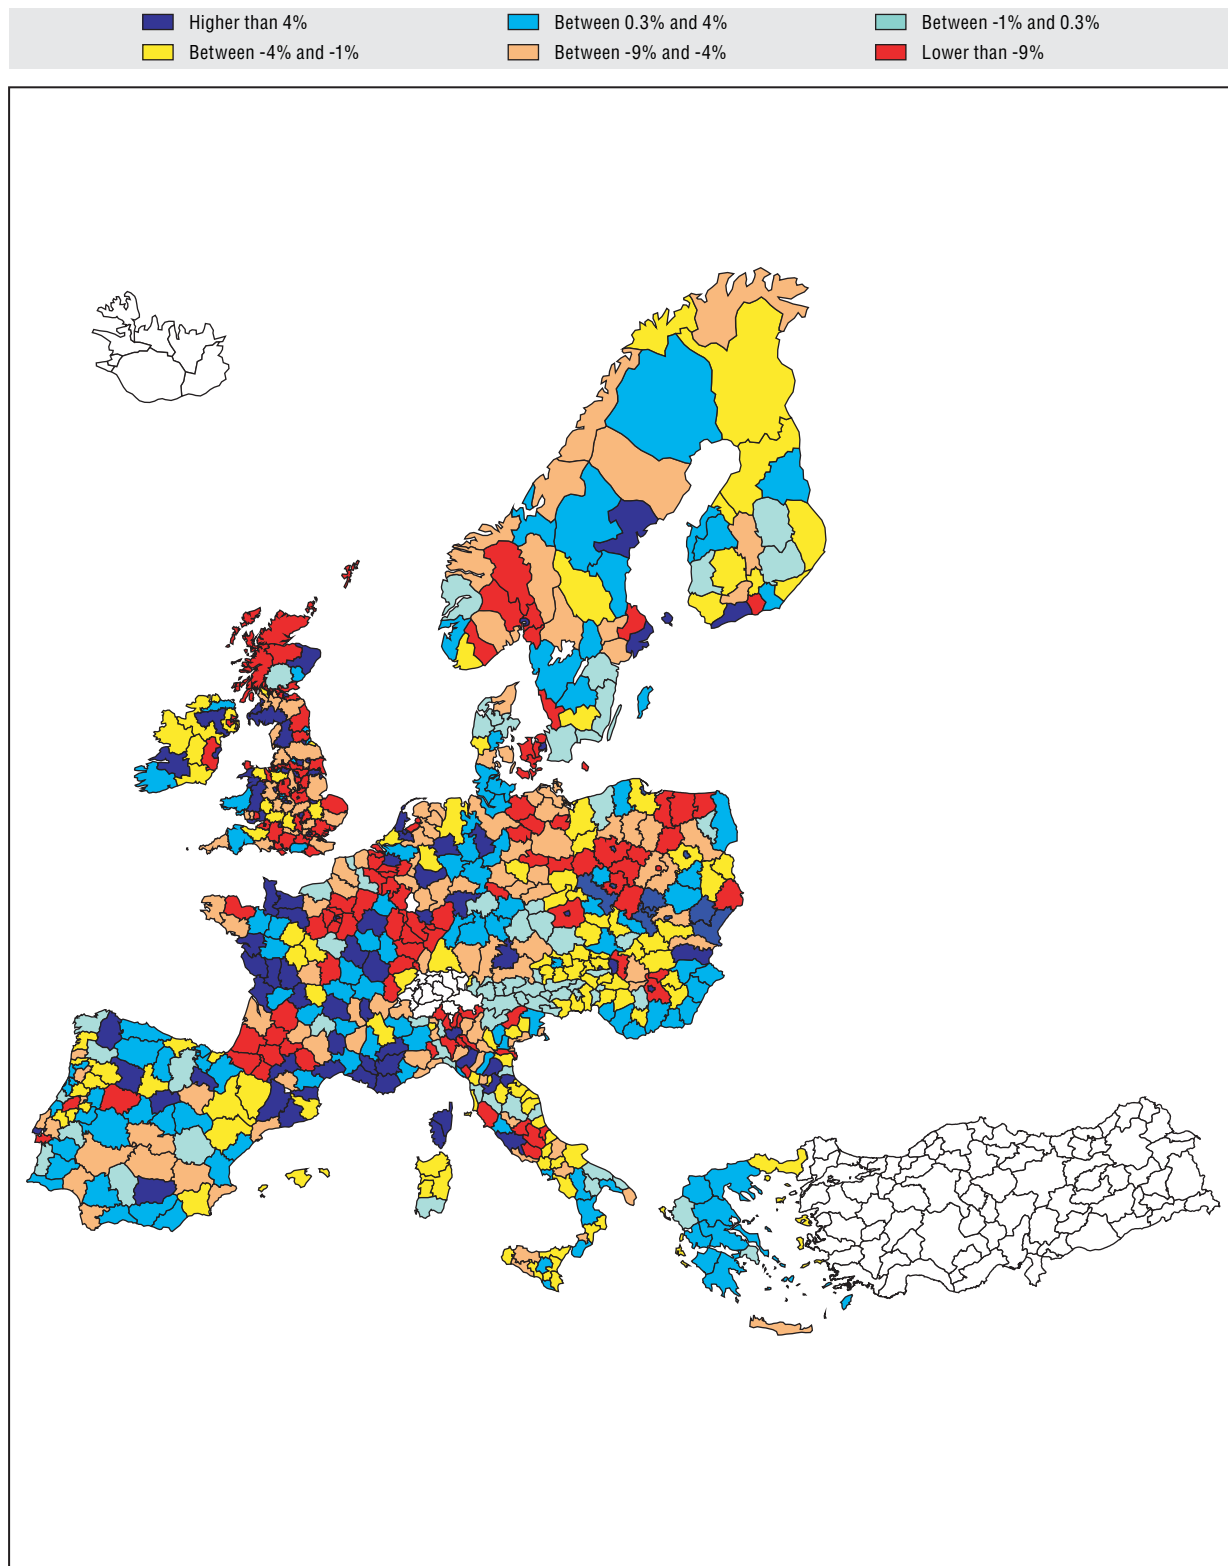 Higher than 4% Between 0.3% and 4% Between -1% and 0.3%
Between -4% and -1% Between -9% and -4% Lower than -9%